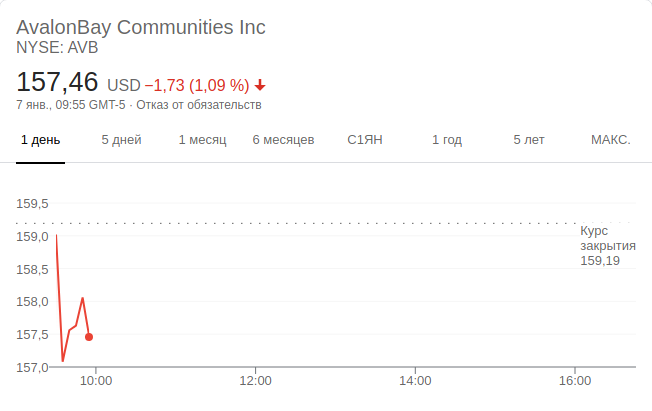 AvalonBay Communities Inc
NYSE: AVB
157,46 USD −1,73 (1,09 %)
7 янв., 09:55 GMT-5 · Отказ от обязательств
1 день 5 дней 1 месяц 6 месяцев С1ЯН 1 год 5 лет МАКС.
159,5
159,0
158,5
158,0
157,5
157,0
Курс
закрытия
159,19
10:00 12:00 14:00 16:00